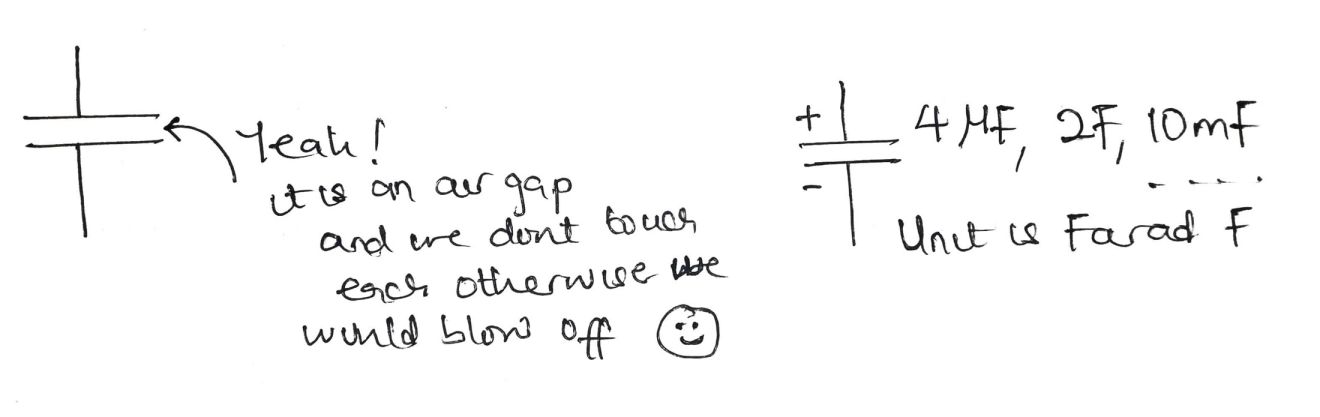 Yeah!
it is an air gap
and we dont touch
each otherwise we
would blow off
+
-
4 μF, 2F, 10mF
- - - - .
Unit is Farad F